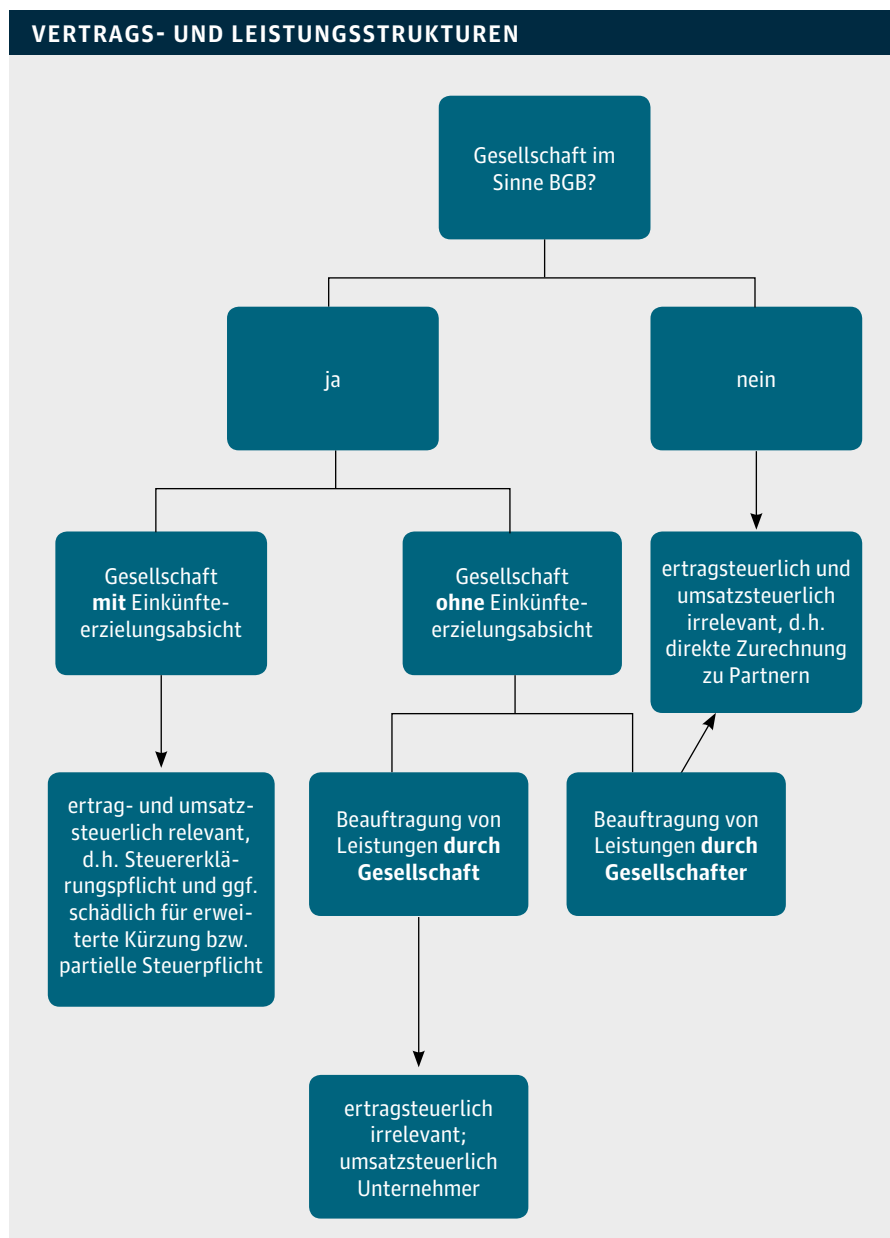 VERTRAGS- UND LEISTUNGSSTRUKTUREN
Gesellschaft im
Sinne BGB?
ja
nein
Gesellschaft
mit Einkünfte-
erzielungsabsicht
Gesellschaft
ohne Einkünfte-
erzielungsabsicht
ertragsteuerlich und
umsatzsteuerlich
irrelevant, d.h.
direkte Zurechnung
zu Partnern
ertrag- und umsatz-
steuerlich relevant,
d.h. Steuererklä-
rungspflicht und ggf.
schädlich für erwei-
terte Kürzung bzw.
partielle Steuerpflicht
Beauftragung von
Leistungen durch
Gesellschaft
Beauftragung von
Leistungen durch
Gesellschafter
ertragsteuerlich
irrelevant;
umsatzsteuerlich
Unternehmer